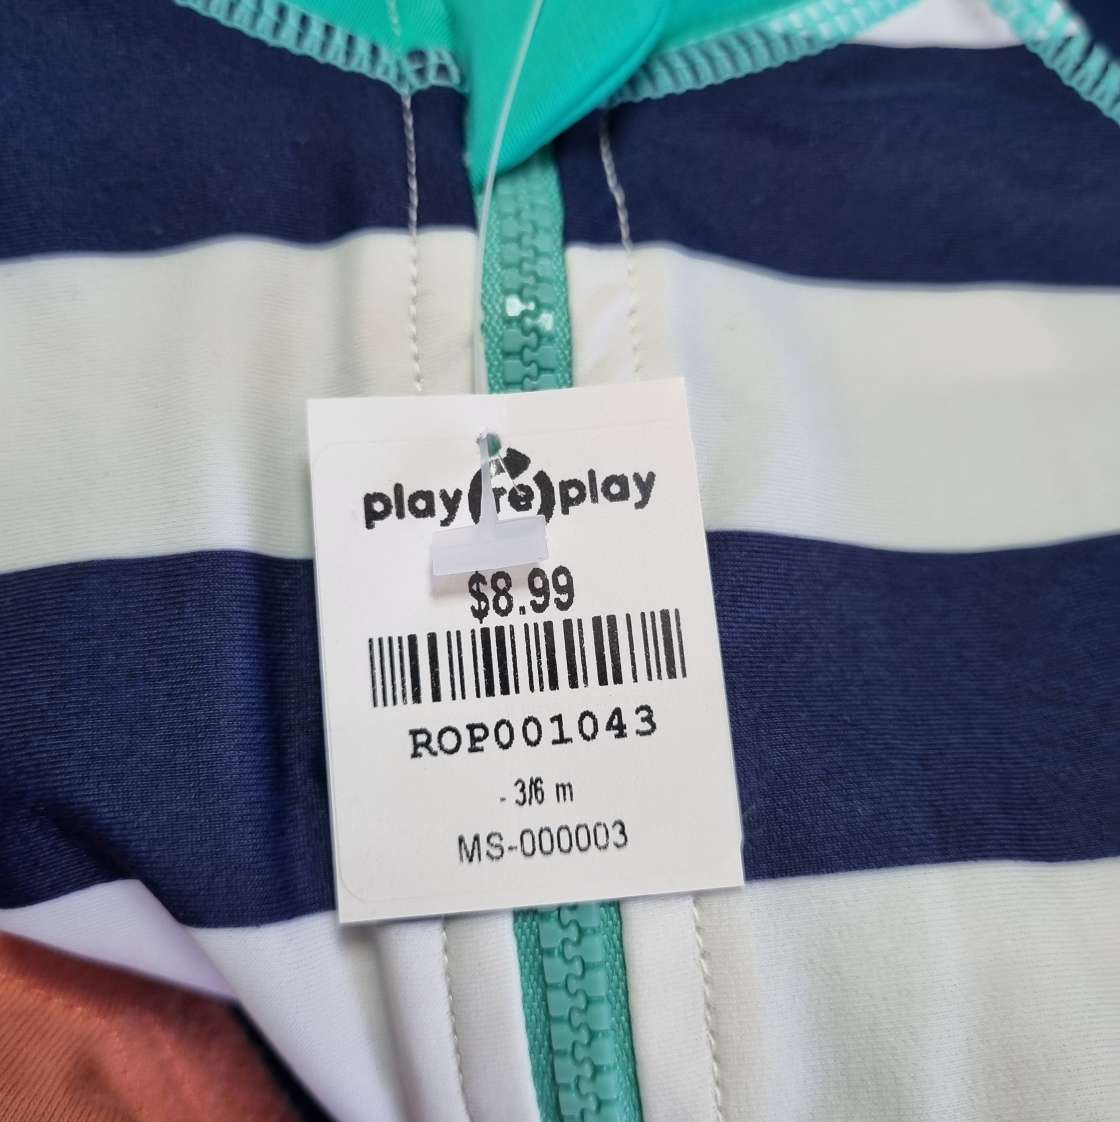 play(re)play
$8.99
ROP001043
- 3/6 m
MS-000003